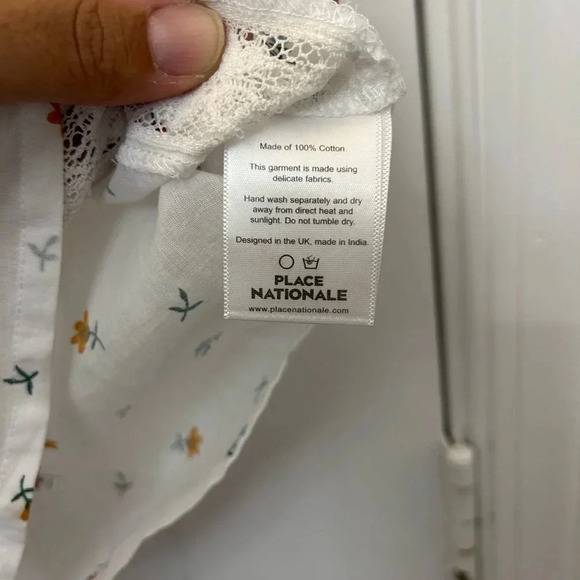 Made of 100% Cotton
This garment is made using
delicate fabrics.
Hand wash separately and dry
away from direct heat and
sunlight. Do not tumble dry.
Designed in the UK, made in India.
PLACE
NATIONALE
www.placenationale.com